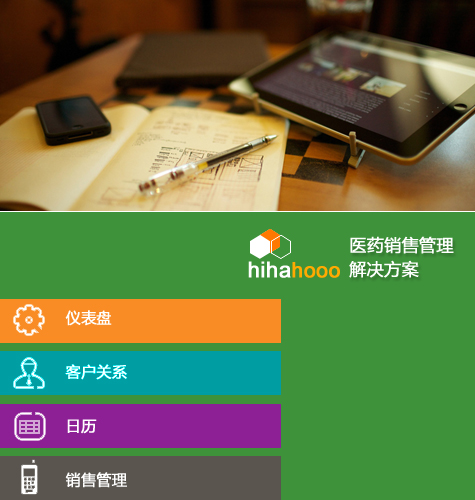 hihahooo
医药销售管理
解决方案
仪表盘
客户关系
日历
销售管理